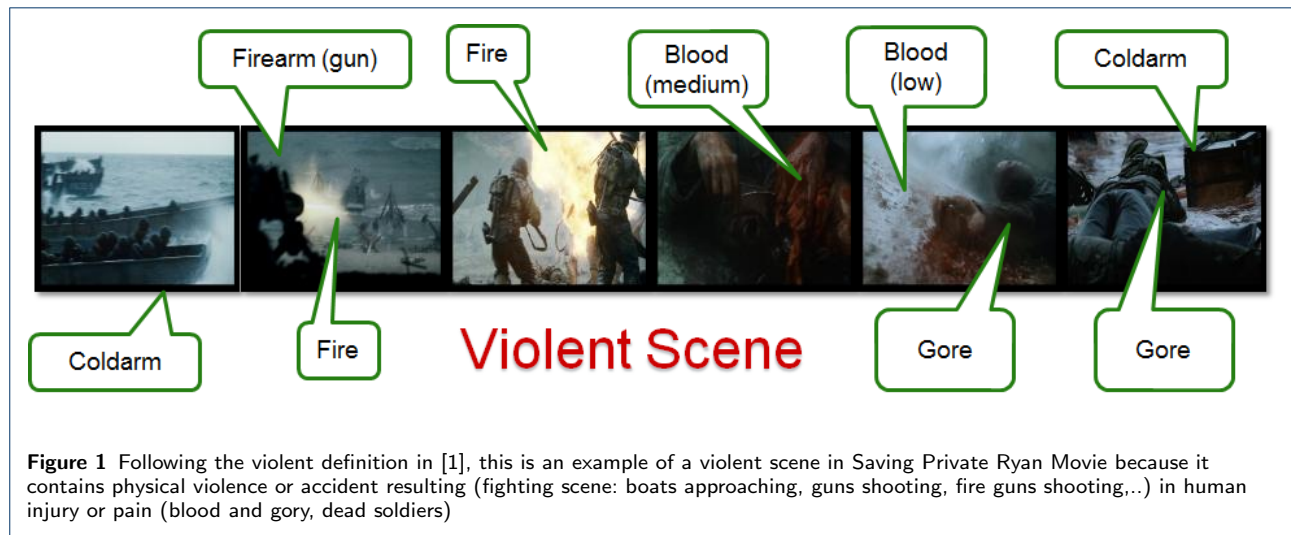 Firearm (gun)
Fire
Blood
(medium)
Blood
(low)
Coldarm
Coldarm
Fire
Violent Scene
Gore
Gore
Figure 1 Following the violent definition in [1], this is an example of a violent scene in Saving Private Ryan Movie because it
contains physical violence or accident resulting (fighting scene: boats approaching, guns shooting, fire guns shooting,..) in human
injury or pain (blood and gory, dead soldiers)